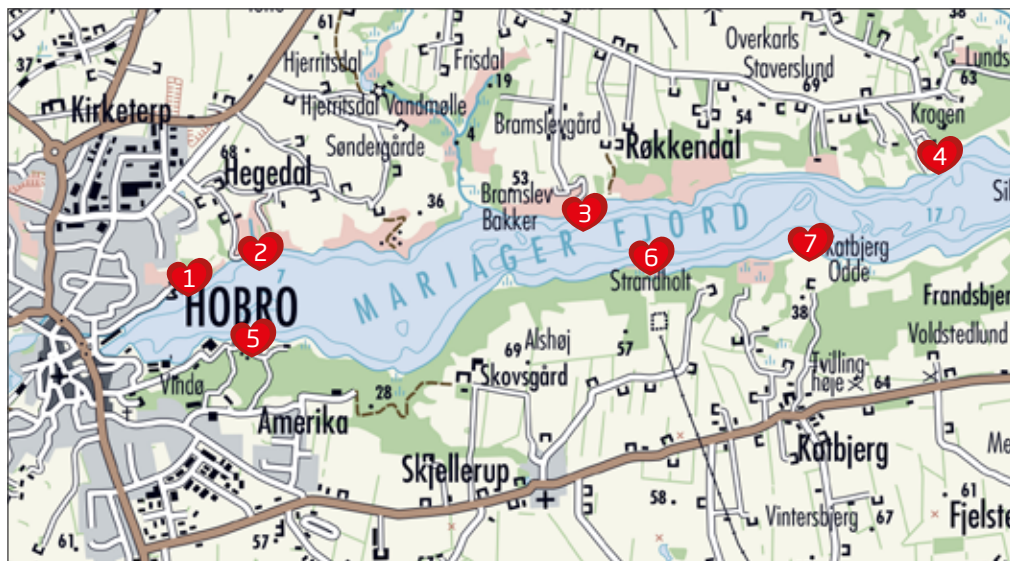 61
38
Overkarls
Staverslund
Lunds
37
Hjerritsdal
Frisdal
19
69
63
Kirketerp
Hjerritsdal Vandmølle
Bramslevgård
54
Krogen
4
Søndergårde
Røkkendal
4
68
Hegedal
53
Bramslev
Bakker
36
3
Sil
17
2
7
MARIAGER FJORD
6
7
Katbjerg
Odde
1
HOBRO
Strandholt
Frandsbjer
5
38
Alshøj
57
Voldstedlund
69
Vindø
Skovsgård
Tvilling-
høje
64
28
Amerika
Skjellerup
Katbjerg
Me
58
61
Vintersbjerg
67
Fjelste
61
57